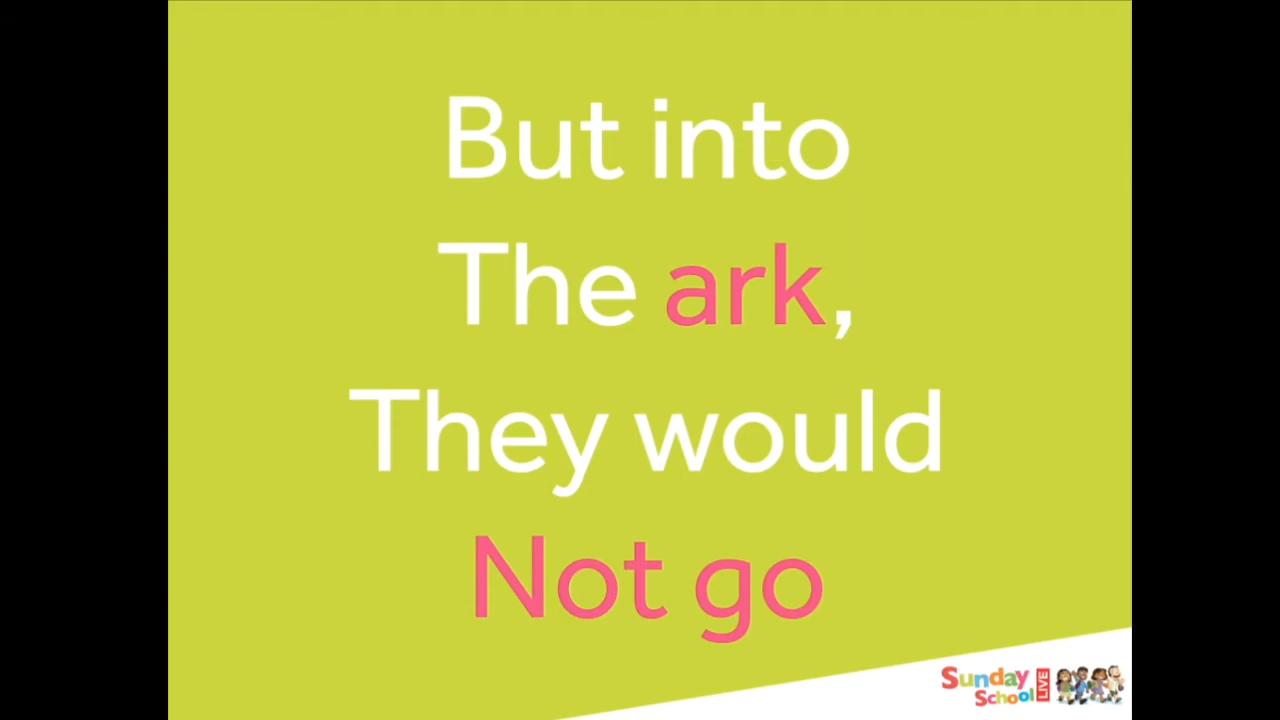 But into
The ark,
They would
Not go
Sunday
School
LIVE